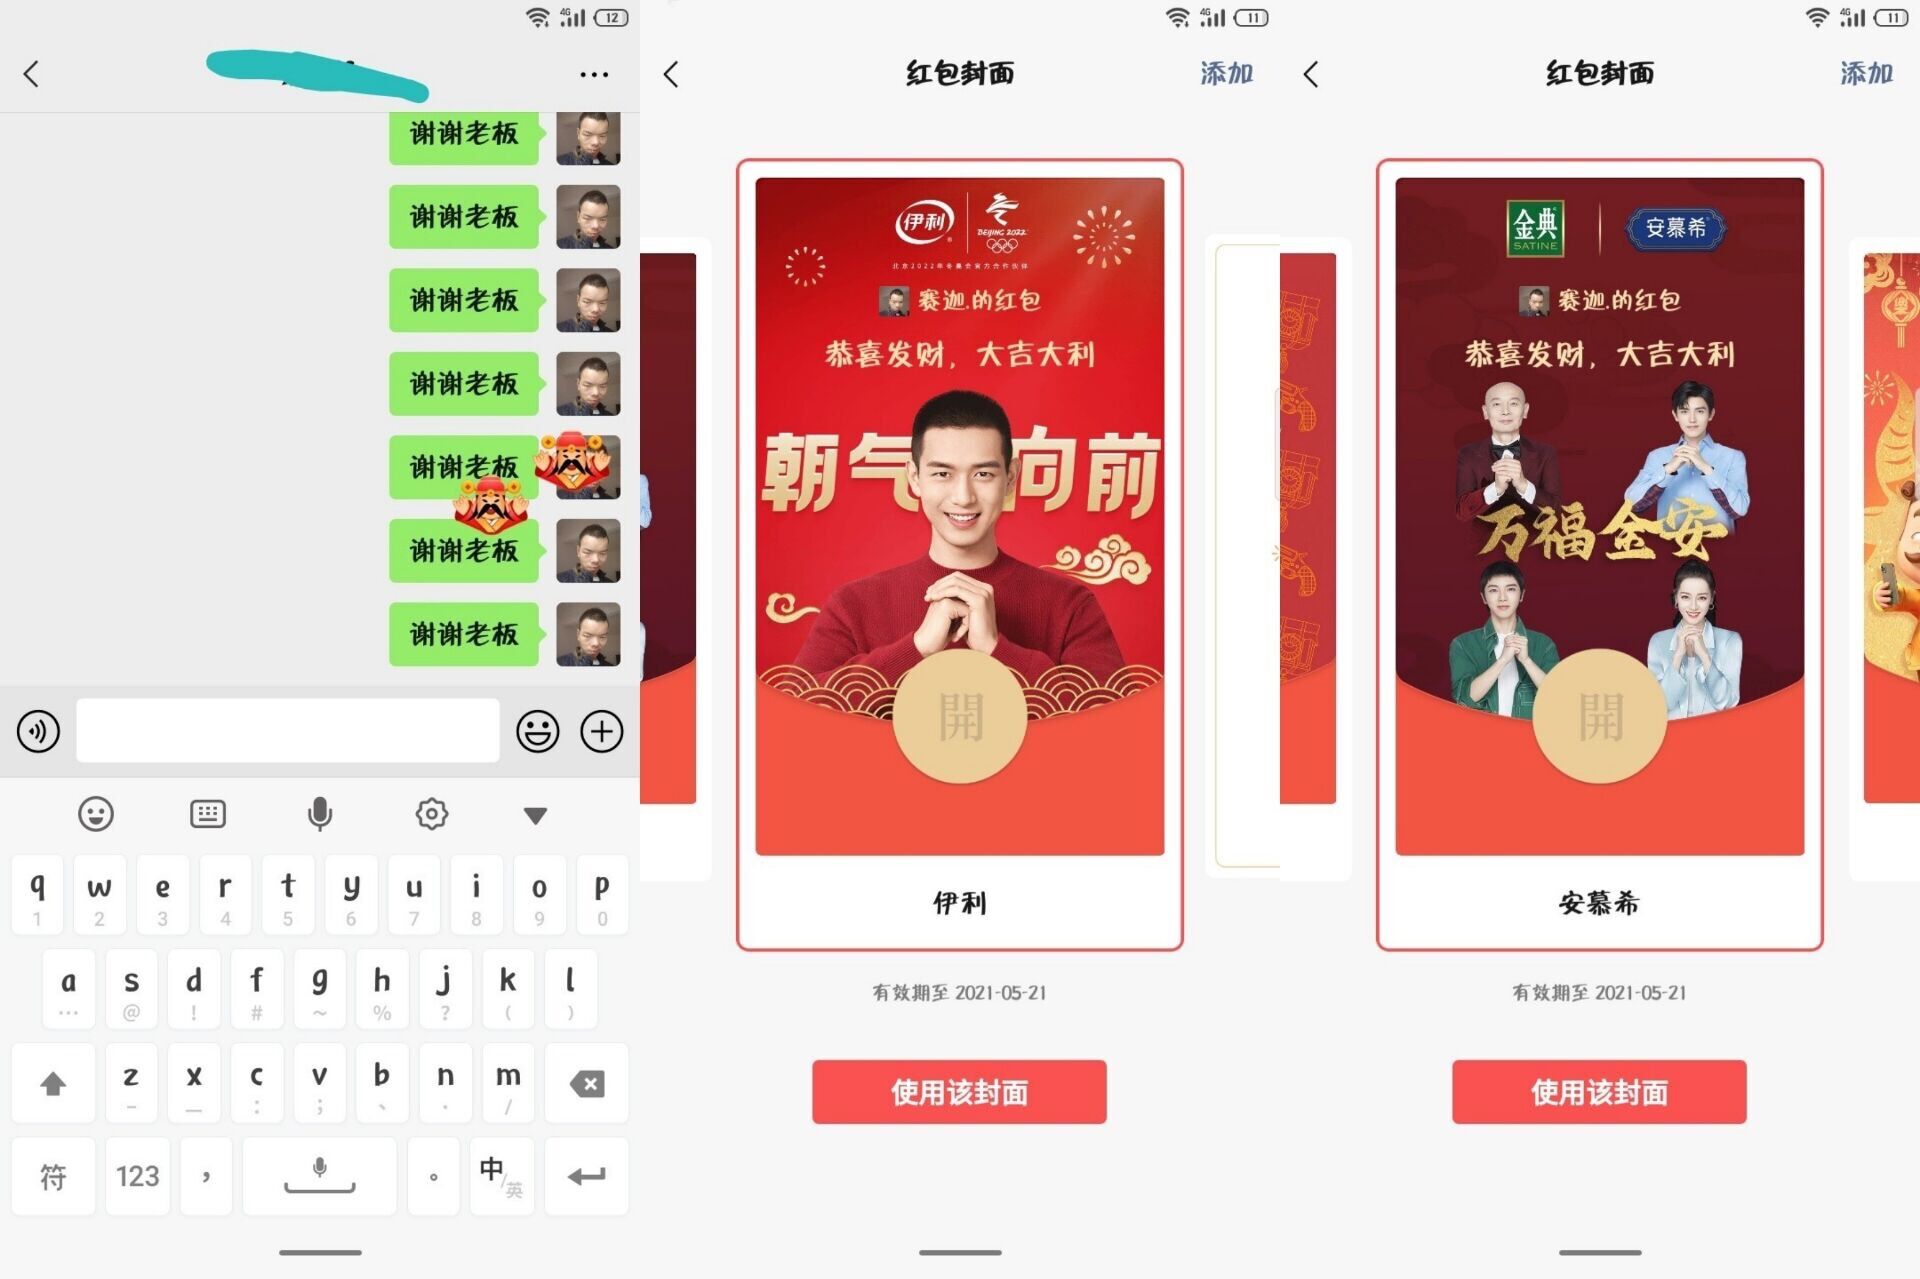 4G 12
谢谢老板
谢谢老板
谢谢老板
谢谢老板
谢谢老板
谢谢老板
谢谢老板
q w e r t y u i o p
1 2 3 4 5 6 7 8 9 0
a s d f g h j k l
… @ ! # ~ % ? ( )
z x c v b n m
- — : ; 、 · /
符 123 , 。 中/英
4G 11
红包封面 添加
伊利
BEIJING 2022
北京2022年冬奥会官方合作伙伴
赛迦.的红包
恭喜发财，大吉大利
朝气向前
開
伊利
有效期至 2021-05-21
使用该封面
4G 11
红包封面 添加
金典 安慕希
SATINE
赛迦.的红包
恭喜发财，大吉大利
万福金安
開
安慕希
有效期至 2021-05-21
使用该封面